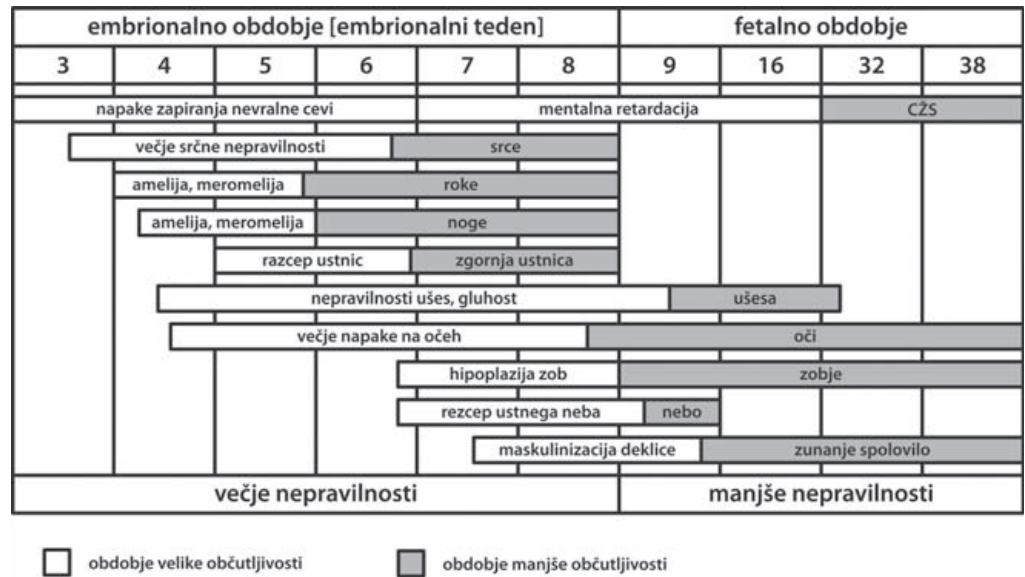 embrionalno obdobje [embrionalni teden] fetalno obdobje
3 4 5 6 7 8 9 16 32 38
napake zapiranja nevralne cevi mentalna retardacija CŽS
večje srčne nepravilnosti srce
amelija, meromelija roke
amelija, meromelija noge
razcep ustnic zgornja ustnica
nepravilnosti ušes, gluhost ušesa
večje napake na očeh oči
hipoplazija zob zobje
rezcep ustnega neba nebo
maskulinizacija deklice zunanje spolovilo
večje nepravilnosti manjše nepravilnosti
obdobje velike občutljivosti obdobje manjše občutljivosti